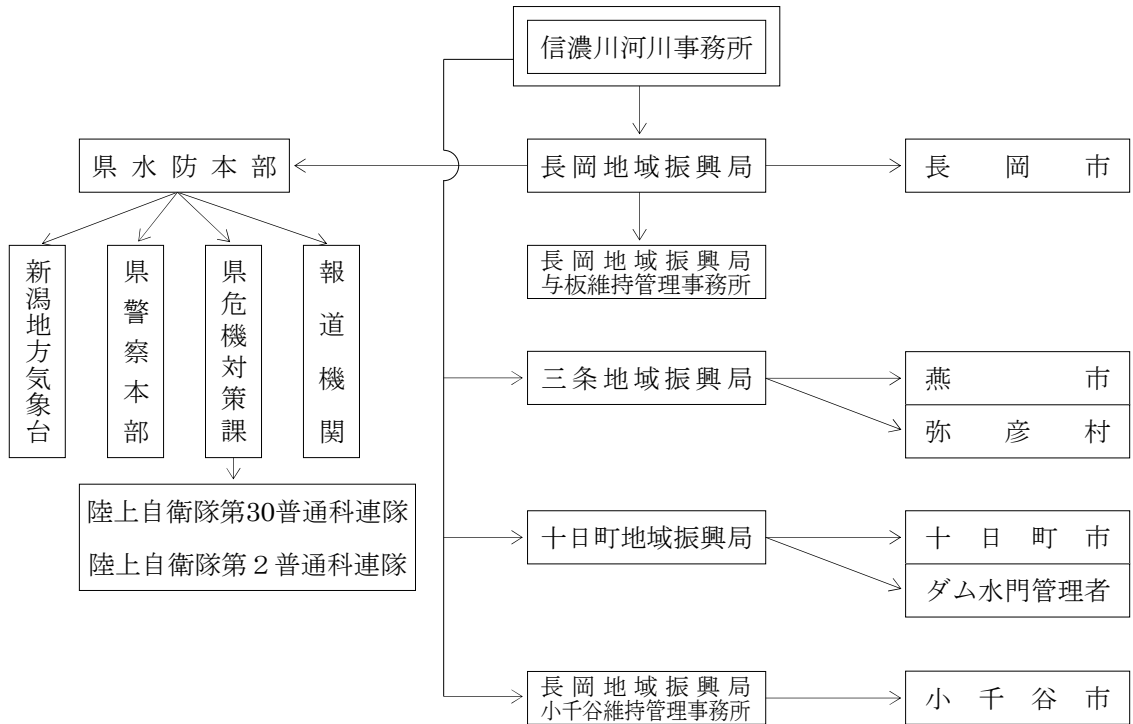 信濃川河川事務所
県水防本部
長岡地域振興局
長岡市
新潟地方気象台
県警察本部
県危機対策課
報道機関
長岡地域振興局
与板維持管理事務所
三条地域振興局
燕市
弥彦村
陸上自衛隊第30普通科連隊
陸上自衛隊第２普通科連隊
十日町地域振興局
十日町市
ダム水門管理者
長岡地域振興局
小千谷維持管理事務所
小千谷市